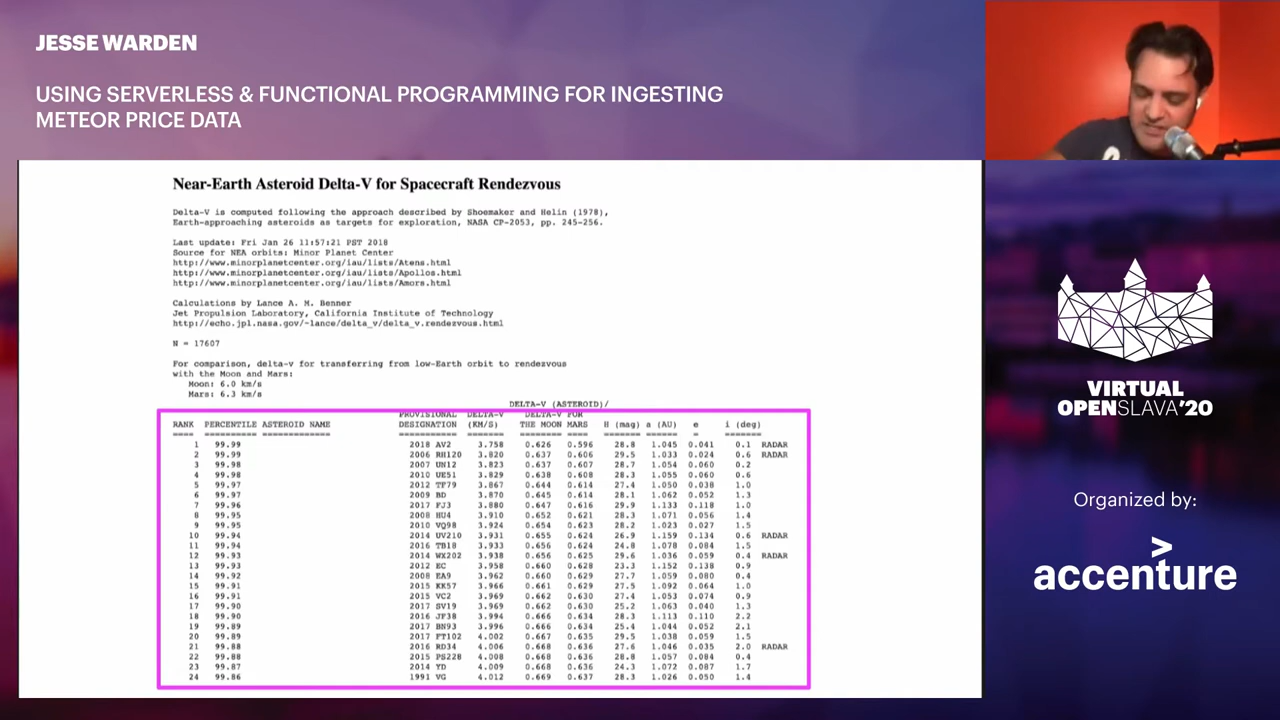 JESSE WARDEN
USING SERVERLESS & FUNCTIONAL PROGRAMMING FOR INGESTING
METEOR PRICE DATA
Near-Earth Asteroid Delta-V for Spacecraft Rendezvous
Delta-V is computed following the approach described by Shoemaker and Helin (1978),
Earth-approaching asteroids as targets for exploration, NASA CP-2053, pp. 245-256.
Last update: Fri Jan 26 11:57:21 PST 2018
Source for NEA orbits: Minor Planet Center
http://www.minorplanetcenter.org/iau/lists/Atens.html
http://www.minorplanetcenter.org/iau/lists/Apollos.html
http://www.minorplanetcenter.org/iau/lists/Amors.html
Calculations by Lance A. M. Benner
Jet Propulsion Laboratory, California Institute of Technology
http://echo.jpl.nasa.gov/~lance/delta_v/delta_v.rendezvous.html
N = 17607
For comparison, delta-v for transferring from low-Earth orbit to rendezvous
with the Moon and Mars:
Moon: 6.0 km/s
Mars: 6.3 km/s
DELTA-V (ASTEROID)/
PROVISIONAL DELTA-V DELTA-V FOR
RANK PERCENTILE ASTEROID NAME DESIGNATION (KM/S) THE MOON MARS H (mag) a (AU) e i (deg)
1 99.99 2018 AV2 3.758 0.626 0.596 28.8 1.045 0.041 0.1 RADAR
2 99.99 2006 RH120 3.820 0.637 0.606 29.5 1.033 0.024 0.6 RADAR
3 99.98 2007 UN12 3.823 0.637 0.607 28.7 1.054 0.060 0.2
4 99.98 2010 UE51 3.829 0.638 0.608 28.3 1.055 0.060 0.6
5 99.97 2012 TF79 3.867 0.644 0.614 27.4 1.050 0.038 1.0
6 99.97 2009 BD 3.870 0.645 0.614 28.1 1.062 0.052 1.3
7 99.96 2017 FJ3 3.880 0.647 0.616 29.9 1.133 0.118 1.0
8 99.95 2008 HU4 3.910 0.652 0.621 28.3 1.071 0.056 1.4
9 99.95 2010 VQ98 3.924 0.654 0.623 28.2 1.023 0.027 1.5
10 99.94 2014 UV210 3.931 0.655 0.624 26.9 1.159 0.134 0.6 RADAR
11 99.94 2016 TB18 3.933 0.656 0.624 24.8 1.078 0.084 1.5
12 99.93 2014 WX202 3.938 0.656 0.625 29.6 1.036 0.059 0.4 RADAR
13 99.93 2012 EC 3.958 0.660 0.628 23.3 1.152 0.138 0.9
14 99.92 2008 EA9 3.962 0.660 0.629 27.7 1.059 0.080 0.4
15 99.91 2015 KK57 3.966 0.661 0.629 27.5 1.092 0.064 1.0
16 99.91 2015 VC2 3.969 0.662 0.630 27.4 1.053 0.074 0.9
17 99.90 2017 SV19 3.969 0.662 0.630 25.2 1.063 0.040 1.3
18 99.90 2016 JF38 3.994 0.666 0.634 28.3 1.113 0.110 2.2
19 99.89 2017 BN93 3.996 0.666 0.634 25.4 1.044 0.052 2.1
20 99.89 2017 FT102 4.002 0.667 0.635 29.5 1.038 0.059 1.5
21 99.88 2016 RD34 4.006 0.668 0.636 27.6 1.046 0.035 2.0 RADAR
22 99.88 2015 PS228 4.008 0.668 0.636 28.8 1.057 0.084 0.4
23 99.87 2014 YD 4.009 0.668 0.636 24.3 1.072 0.087 1.7
24 99.86 1991 VG 4.012 0.669 0.637 28.3 1.026 0.050 1.4
VIRTUAL
OPENSLAVA'20
Organized by:
accenture